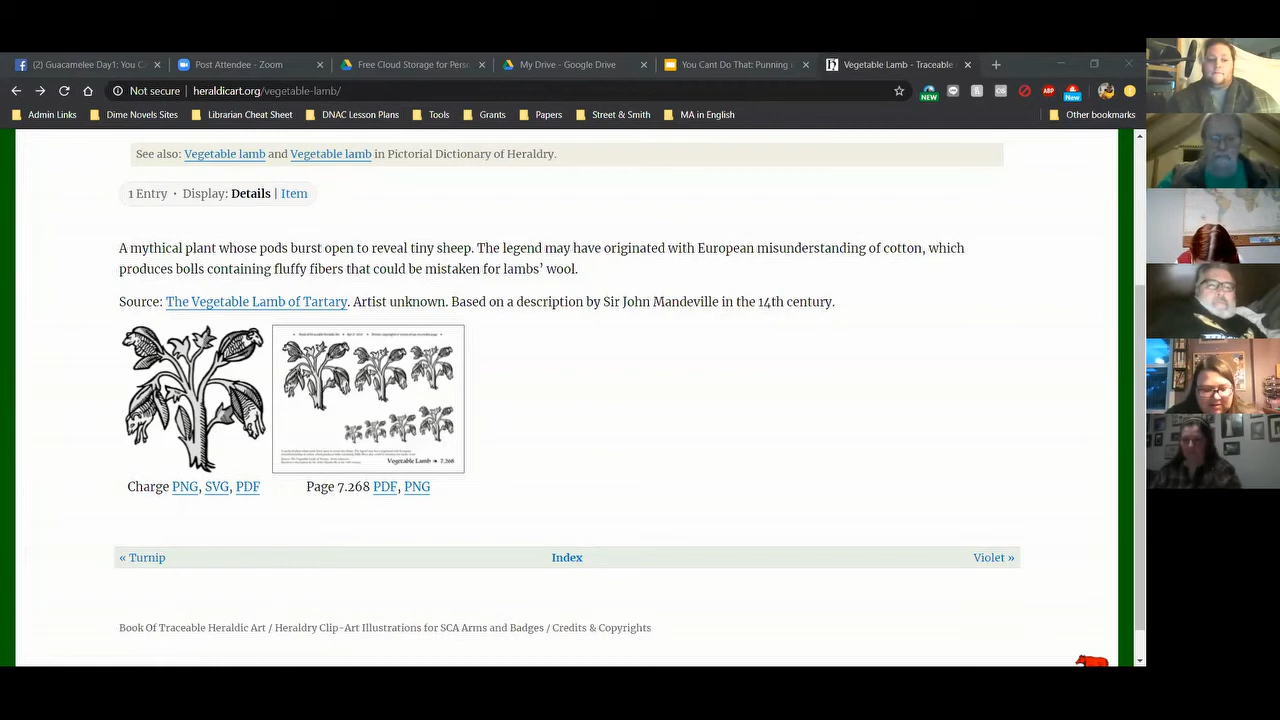 (2) Guacamelee Day1: You C
Post Attendee - Zoom
Free Cloud Storage for Pers
My Drive - Google Drive
You Cant Do That: Punning i
Vegetable Lamb - Traceable
Not secure | heraldicart.org/vegetable-lamb/
NEW
ABP
New
Admin Links
Dime Novels Sites
Librarian Cheat Sheet
DNAC Lesson Plans
Tools
Grants
Papers
Street & Smith
MA in English
Other bookmarks
See also: Vegetable lamb and Vegetable lamb in Pictorial Dictionary of Heraldry.
1 Entry • Display: Details | Item
A mythical plant whose pods burst open to reveal tiny sheep. The legend may have originated with European misunderstanding of cotton, which
produces bolls containing fluffy fibers that could be mistaken for lambs’ wool.
Source: The Vegetable Lamb of Tartary. Artist unknown. Based on a description by Sir John Mandeville in the 14th century.
Vegetable Lamb • 7.268
Charge PNG, SVG, PDF
Page 7.268 PDF, PNG
« Turnip
Index
Violet »
Book Of Traceable Heraldic Art / Heraldry Clip-Art Illustrations for SCA Arms and Badges / Credits & Copyrights